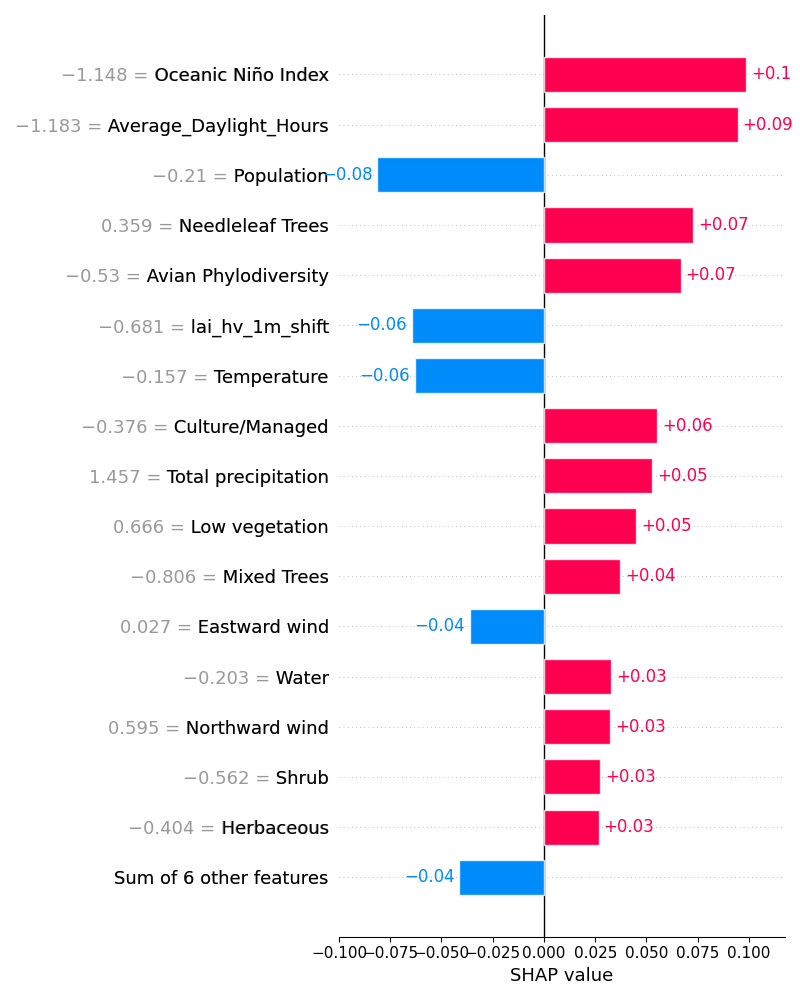 −1.148 = Oceanic Niño Index +0.1
−1.183 = Average_Daylight_Hours +0.09
−0.21 = Population −0.08
0.359 = Needleleaf Trees +0.07
−0.53 = Avian Phylodiversity +0.07
−0.681 = lai_hv_1m_shift −0.06
−0.157 = Temperature −0.06
−0.376 = Culture/Managed +0.06
1.457 = Total precipitation +0.05
0.666 = Low vegetation +0.05
−0.806 = Mixed Trees +0.04
0.027 = Eastward wind −0.04
−0.203 = Water +0.03
0.595 = Northward wind +0.03
−0.562 = Shrub +0.03
−0.404 = Herbaceous +0.03
Sum of 6 other features −0.04
−0.100 −0.075 −0.050 −0.025 0.000 0.025 0.050 0.075 0.100
SHAP value